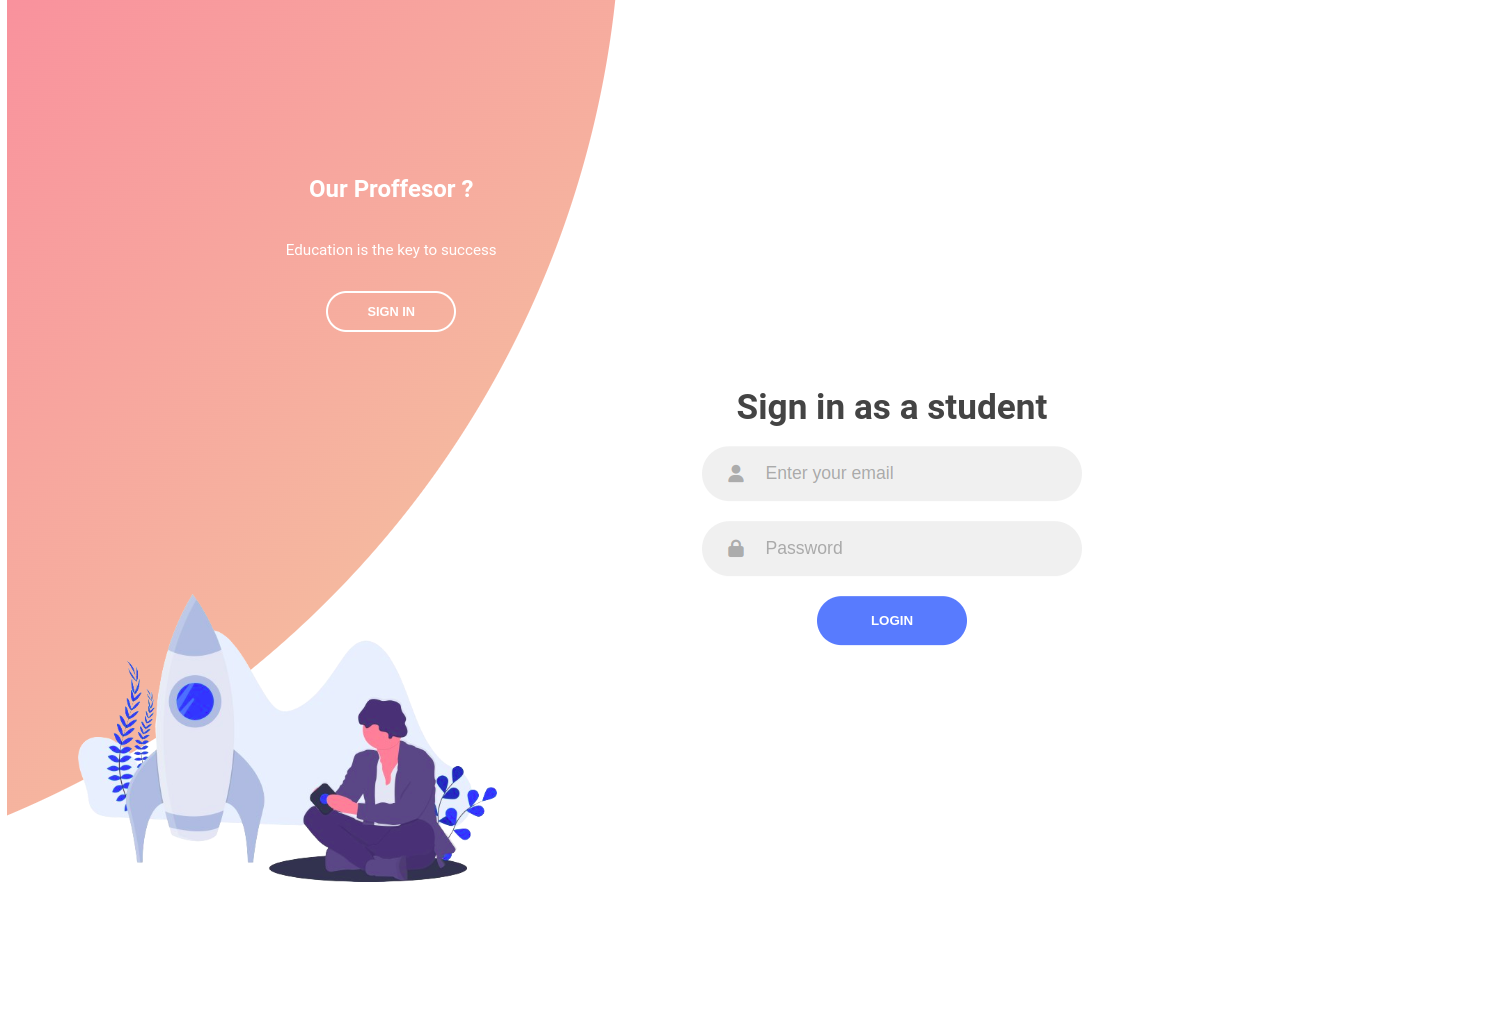 Our Proffesor ?
Education is the key to success
SIGN IN
Sign in as a student
Enter your email
Password
LOGIN